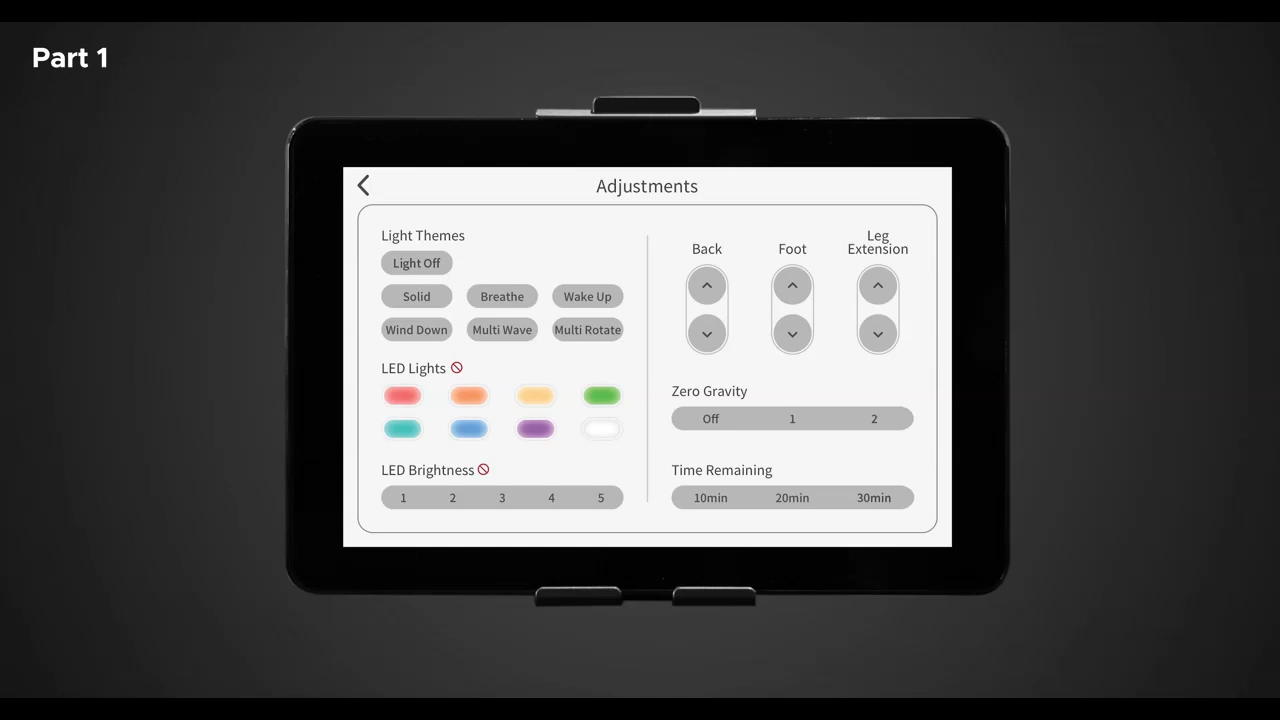 Part 1
Adjustments
Light Themes
Light Off
Solid Breathe Wake Up
Wind Down Multi Wave Multi Rotate
LED Lights
LED Brightness
1 2 3 4 5
Back Foot Leg
Extension
Zero Gravity
Off 1 2
Time Remaining
10min 20min 30min